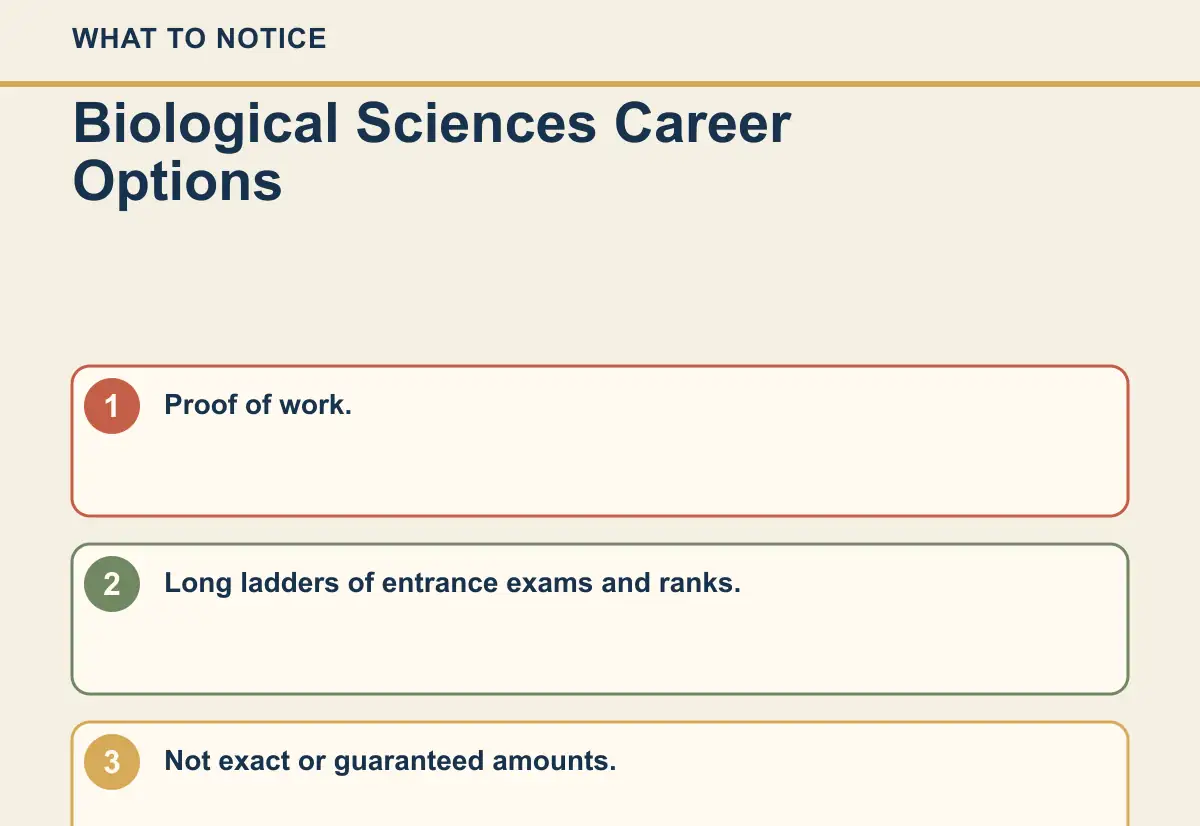 WHAT TO NOTICE
Biological Sciences Career
Options
1
Proof of work.
2
Long ladders of entrance exams and ranks.
3
Not exact or guaranteed amounts.